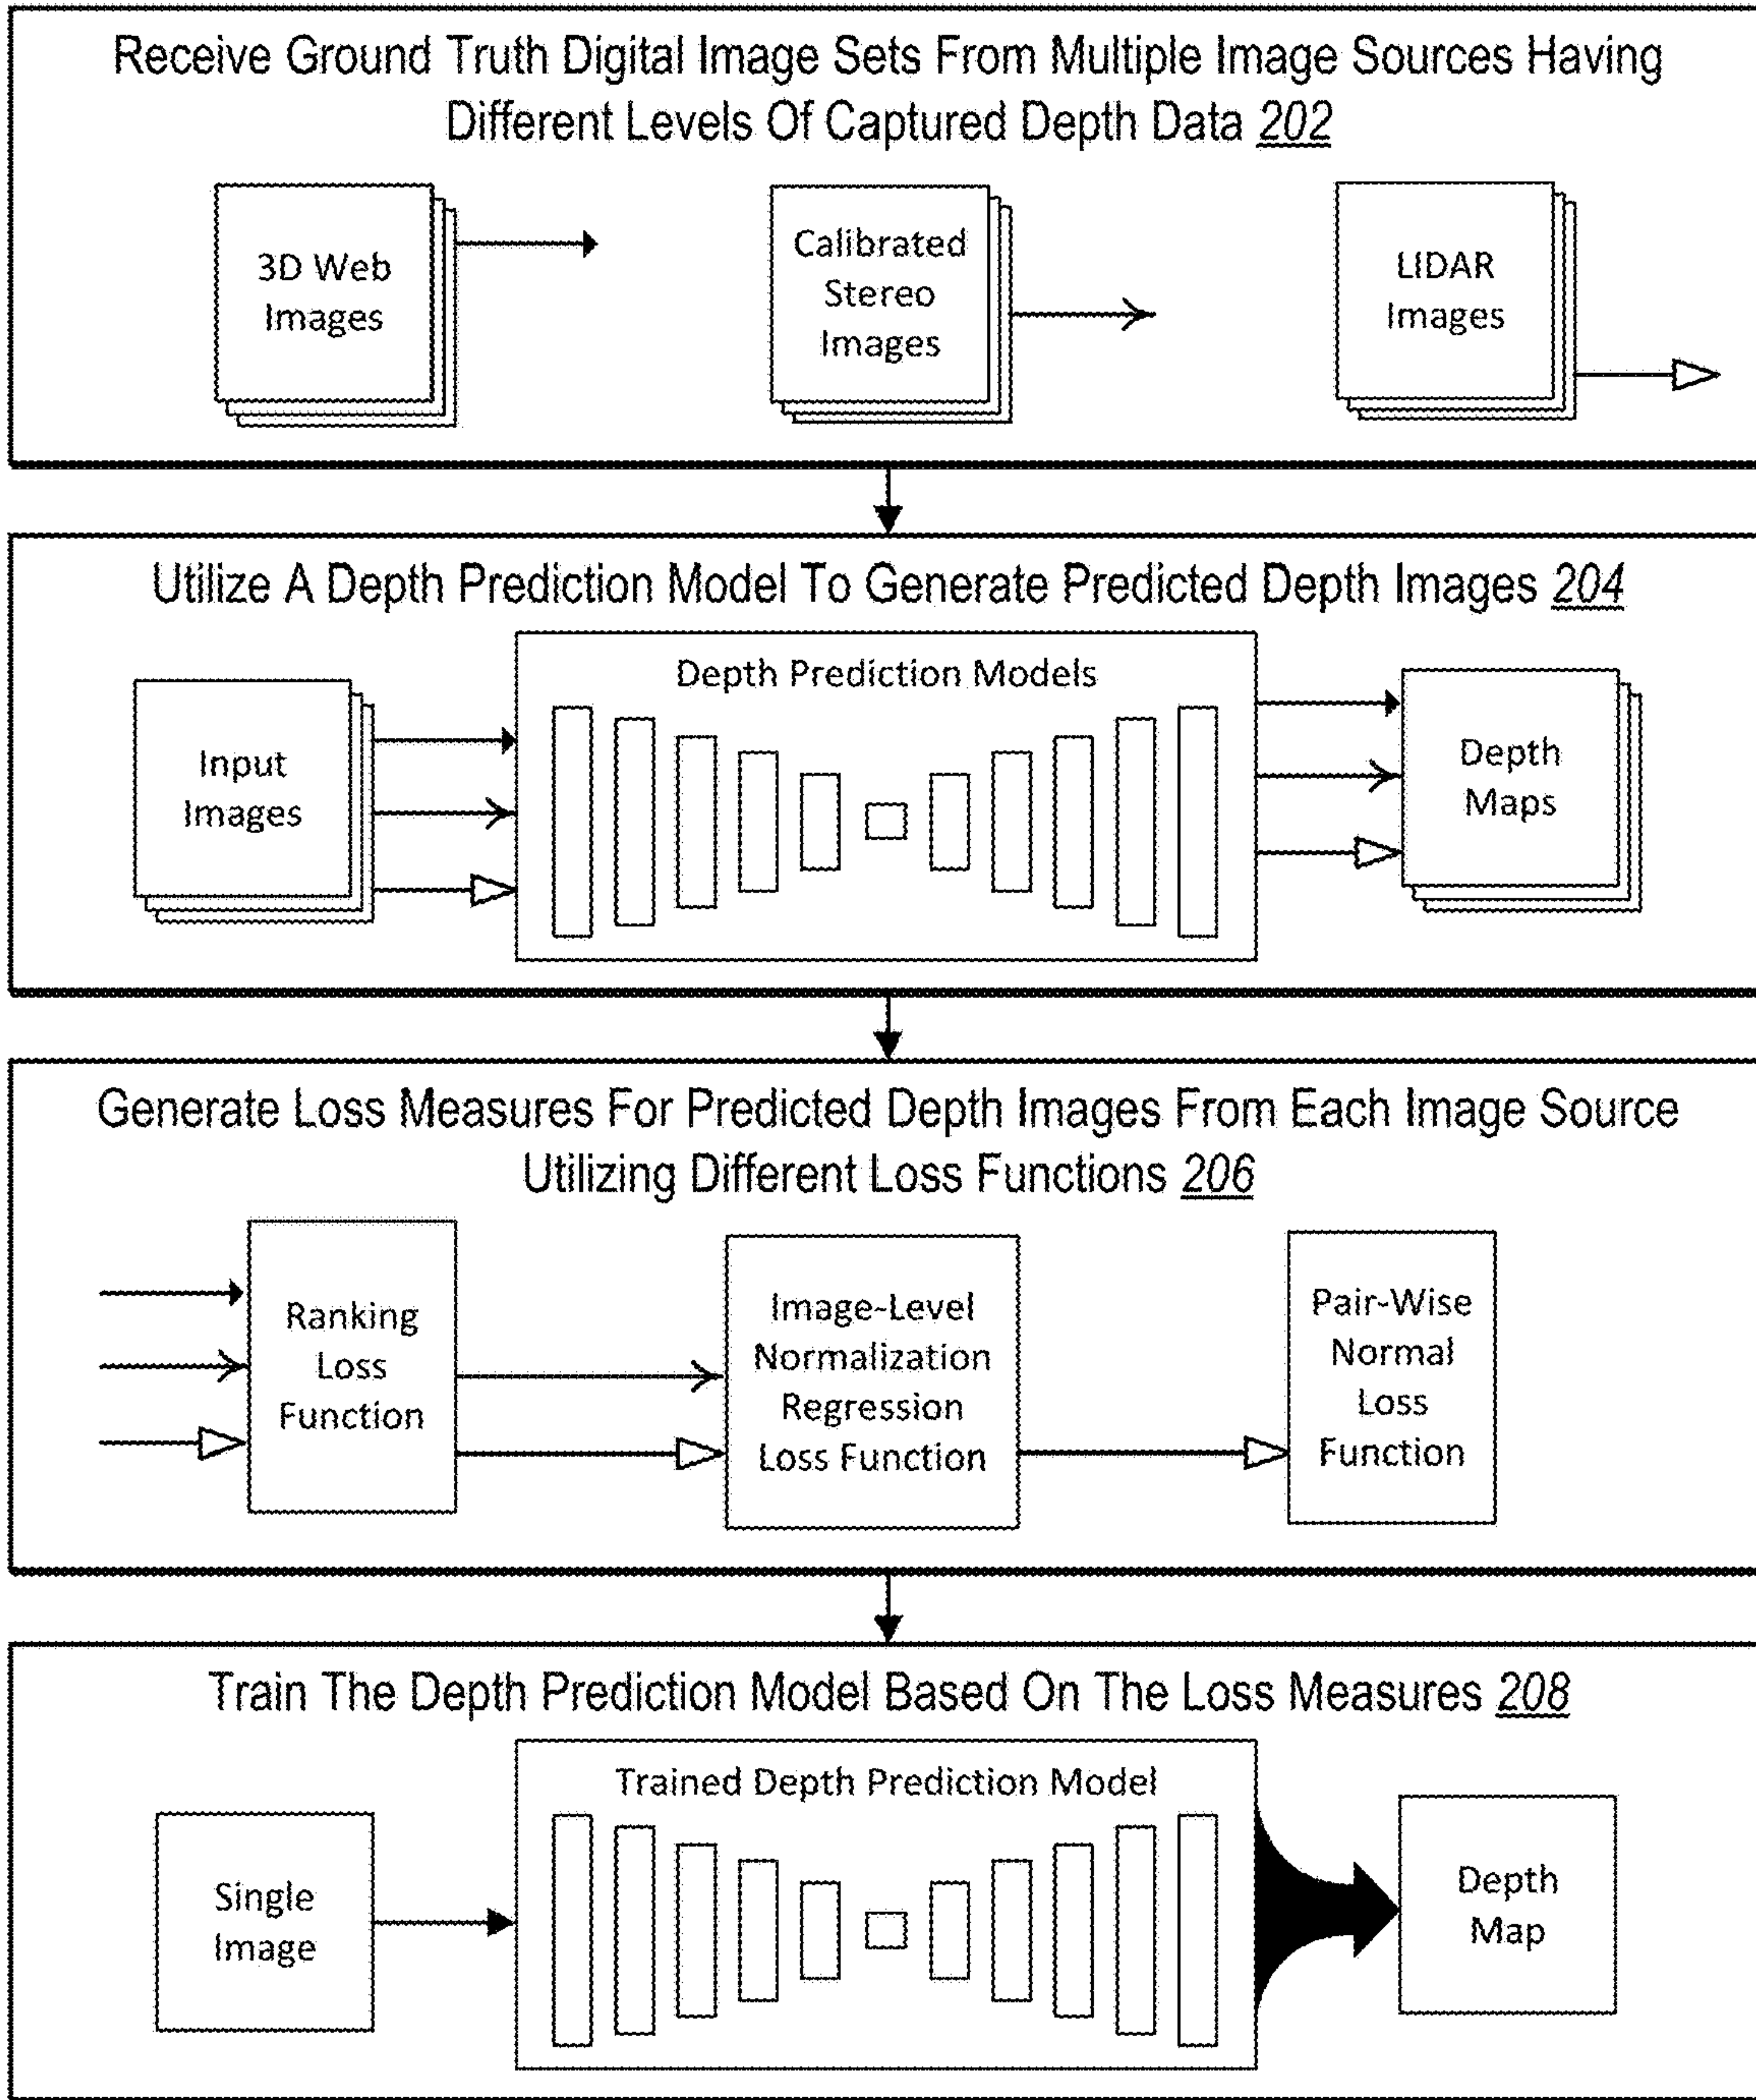 Receive Ground Truth Digital Image Sets From Multiple Image Sources Having
Different Levels Of Captured Depth Data 202
3D Web
Images
Calibrated
Stereo
Images
LIDAR
Images
Utilize A Depth Prediction Model To Generate Predicted Depth Images 204
Input
Images
Depth Prediction Models
Depth
Maps
Generate Loss Measures For Predicted Depth Images From Each Image Source
Utilizing Different Loss Functions 206
Ranking
Loss
Function
Image-Level
Normalization
Regression
Loss Function
Pair-Wise
Normal
Loss
Function
Train The Depth Prediction Model Based On The Loss Measures 208
Single
Image
Trained Depth Prediction Model
Depth
Map